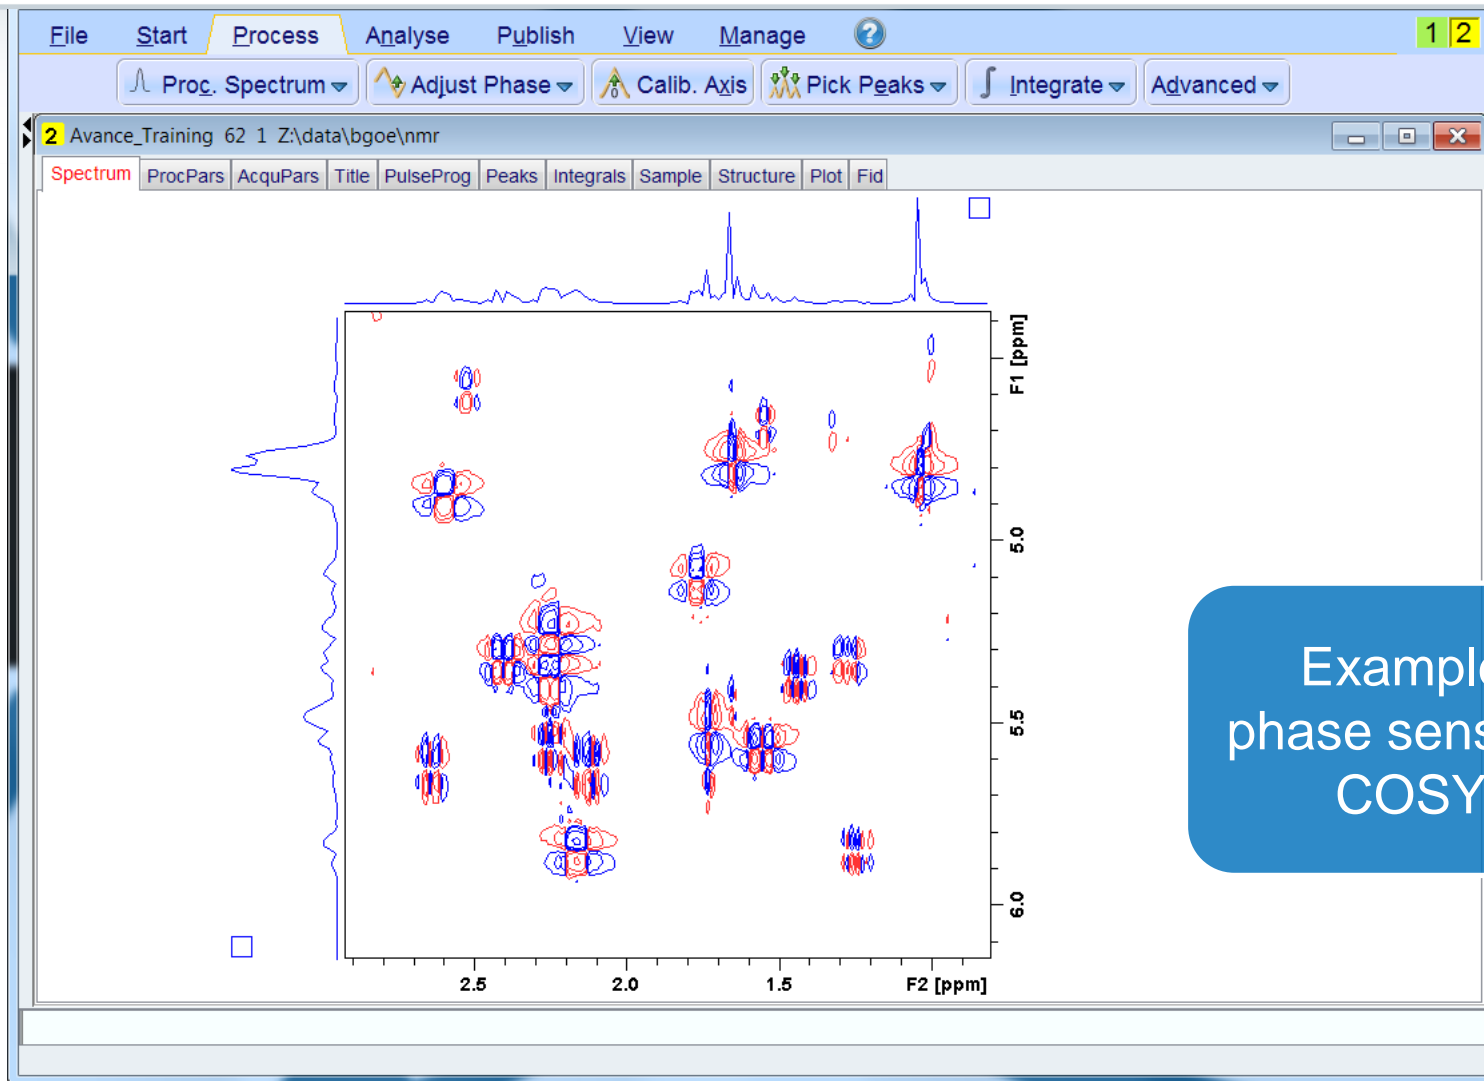 File Start Process Analyse Publish View Manage ? 1 2
Proc. Spectrum Adjust Phase Calib. Axis Pick Peaks Integrate Advanced
2 Avance_Training 62 1 Z:\data\bgoe\nmr
Spectrum ProcPars AcquPars Title PulseProg Peaks Integrals Sample Structure Plot Fid
F1 [ppm]
5.0
5.5
6.0
2.5 2.0 1.5 F2 [ppm]
Example
phase sens
COSY